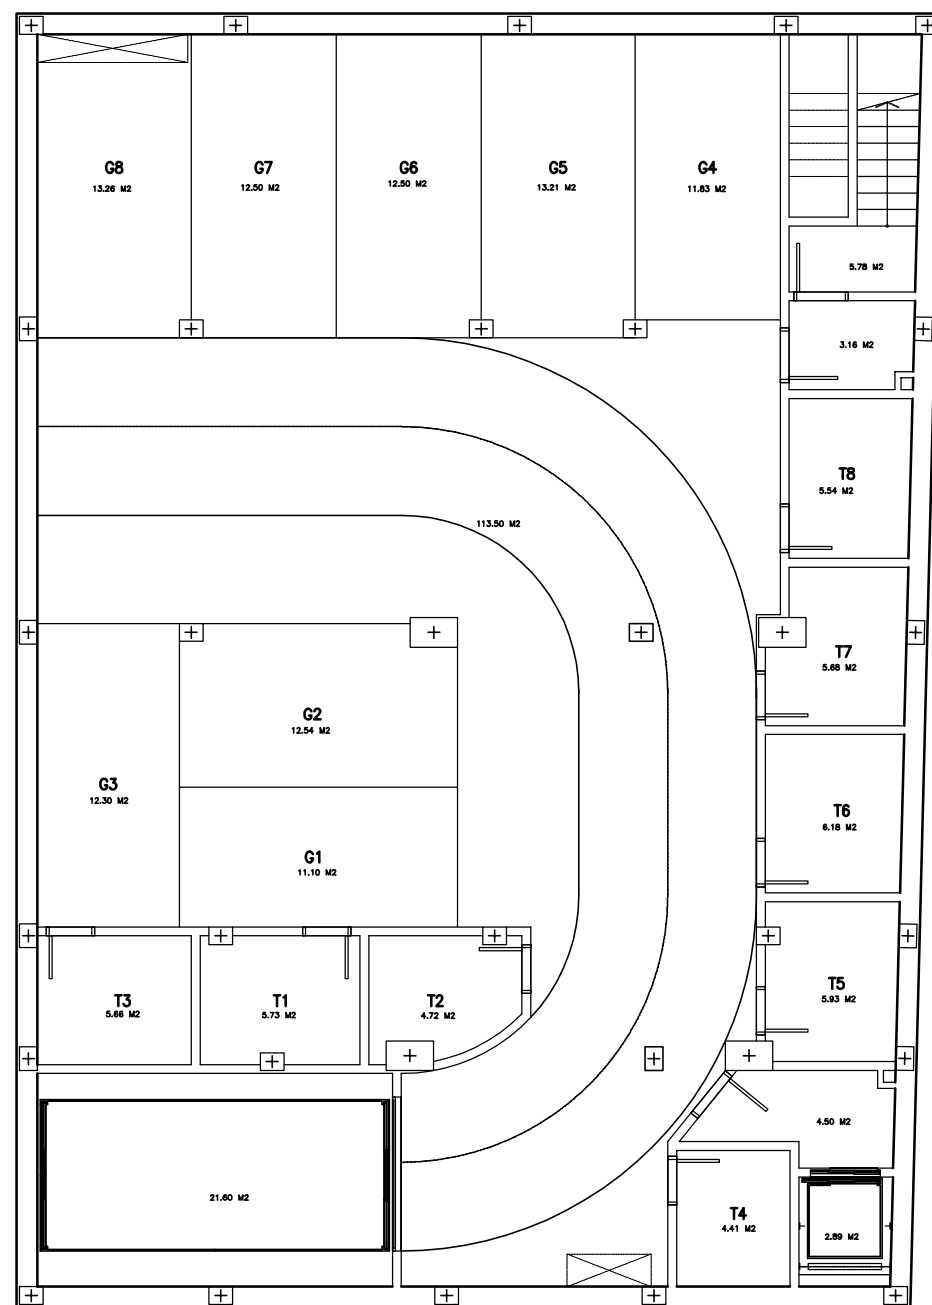 G8
13.26 M2
G7
12.50 M2
G6
12.50 M2
G5
13.21 M2
G4
11.83 M2
5.78 M2
3.16 M2
T8
5.54 M2
113.50 M2
T7
5.68 M2
G2
12.54 M2
G3
12.30 M2
T6
6.18 M2
G1
11.10 M2
T3
5.66 M2
T1
5.73 M2
T2
4.72 M2
T5
5.93 M2
4.50 M2
21.60 M2
T4
4.41 M2
2.89 M2